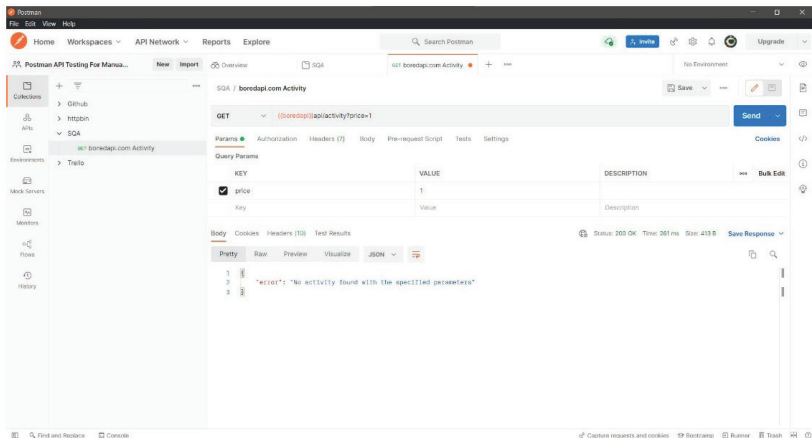 Postman
File Edit View Help
Home Workspaces API Network Reports Explore Search Postman Invite Upgrade
Postman API Testing For Manua... New Import Overview SQA GET boredapi.com Activity No Environment
Collections
APIs
Environments
Mock Servers
Monitors
Flows
History
Github
httpbin
SQA
GET boredapi.com Activity
Trello
SQA / boredapi.com Activity Save
GET {{boredapi}}api/activity?price=1 Send
Params Authorization Headers (7) Body Pre-request Script Tests Settings Cookies
Query Params
KEY VALUE DESCRIPTION Bulk Edit
price 1
Key Value Description
Body Cookies Headers (10) Test Results Status: 200 OK Time: 361 ms Size: 413 B Save Response
Pretty Raw Preview Visualize JSON
1 {
2 "error": "No activity found with the specified parameters"
3 }
Find and Replace Console Capture requests and cookies Bootcamp Runner Trash